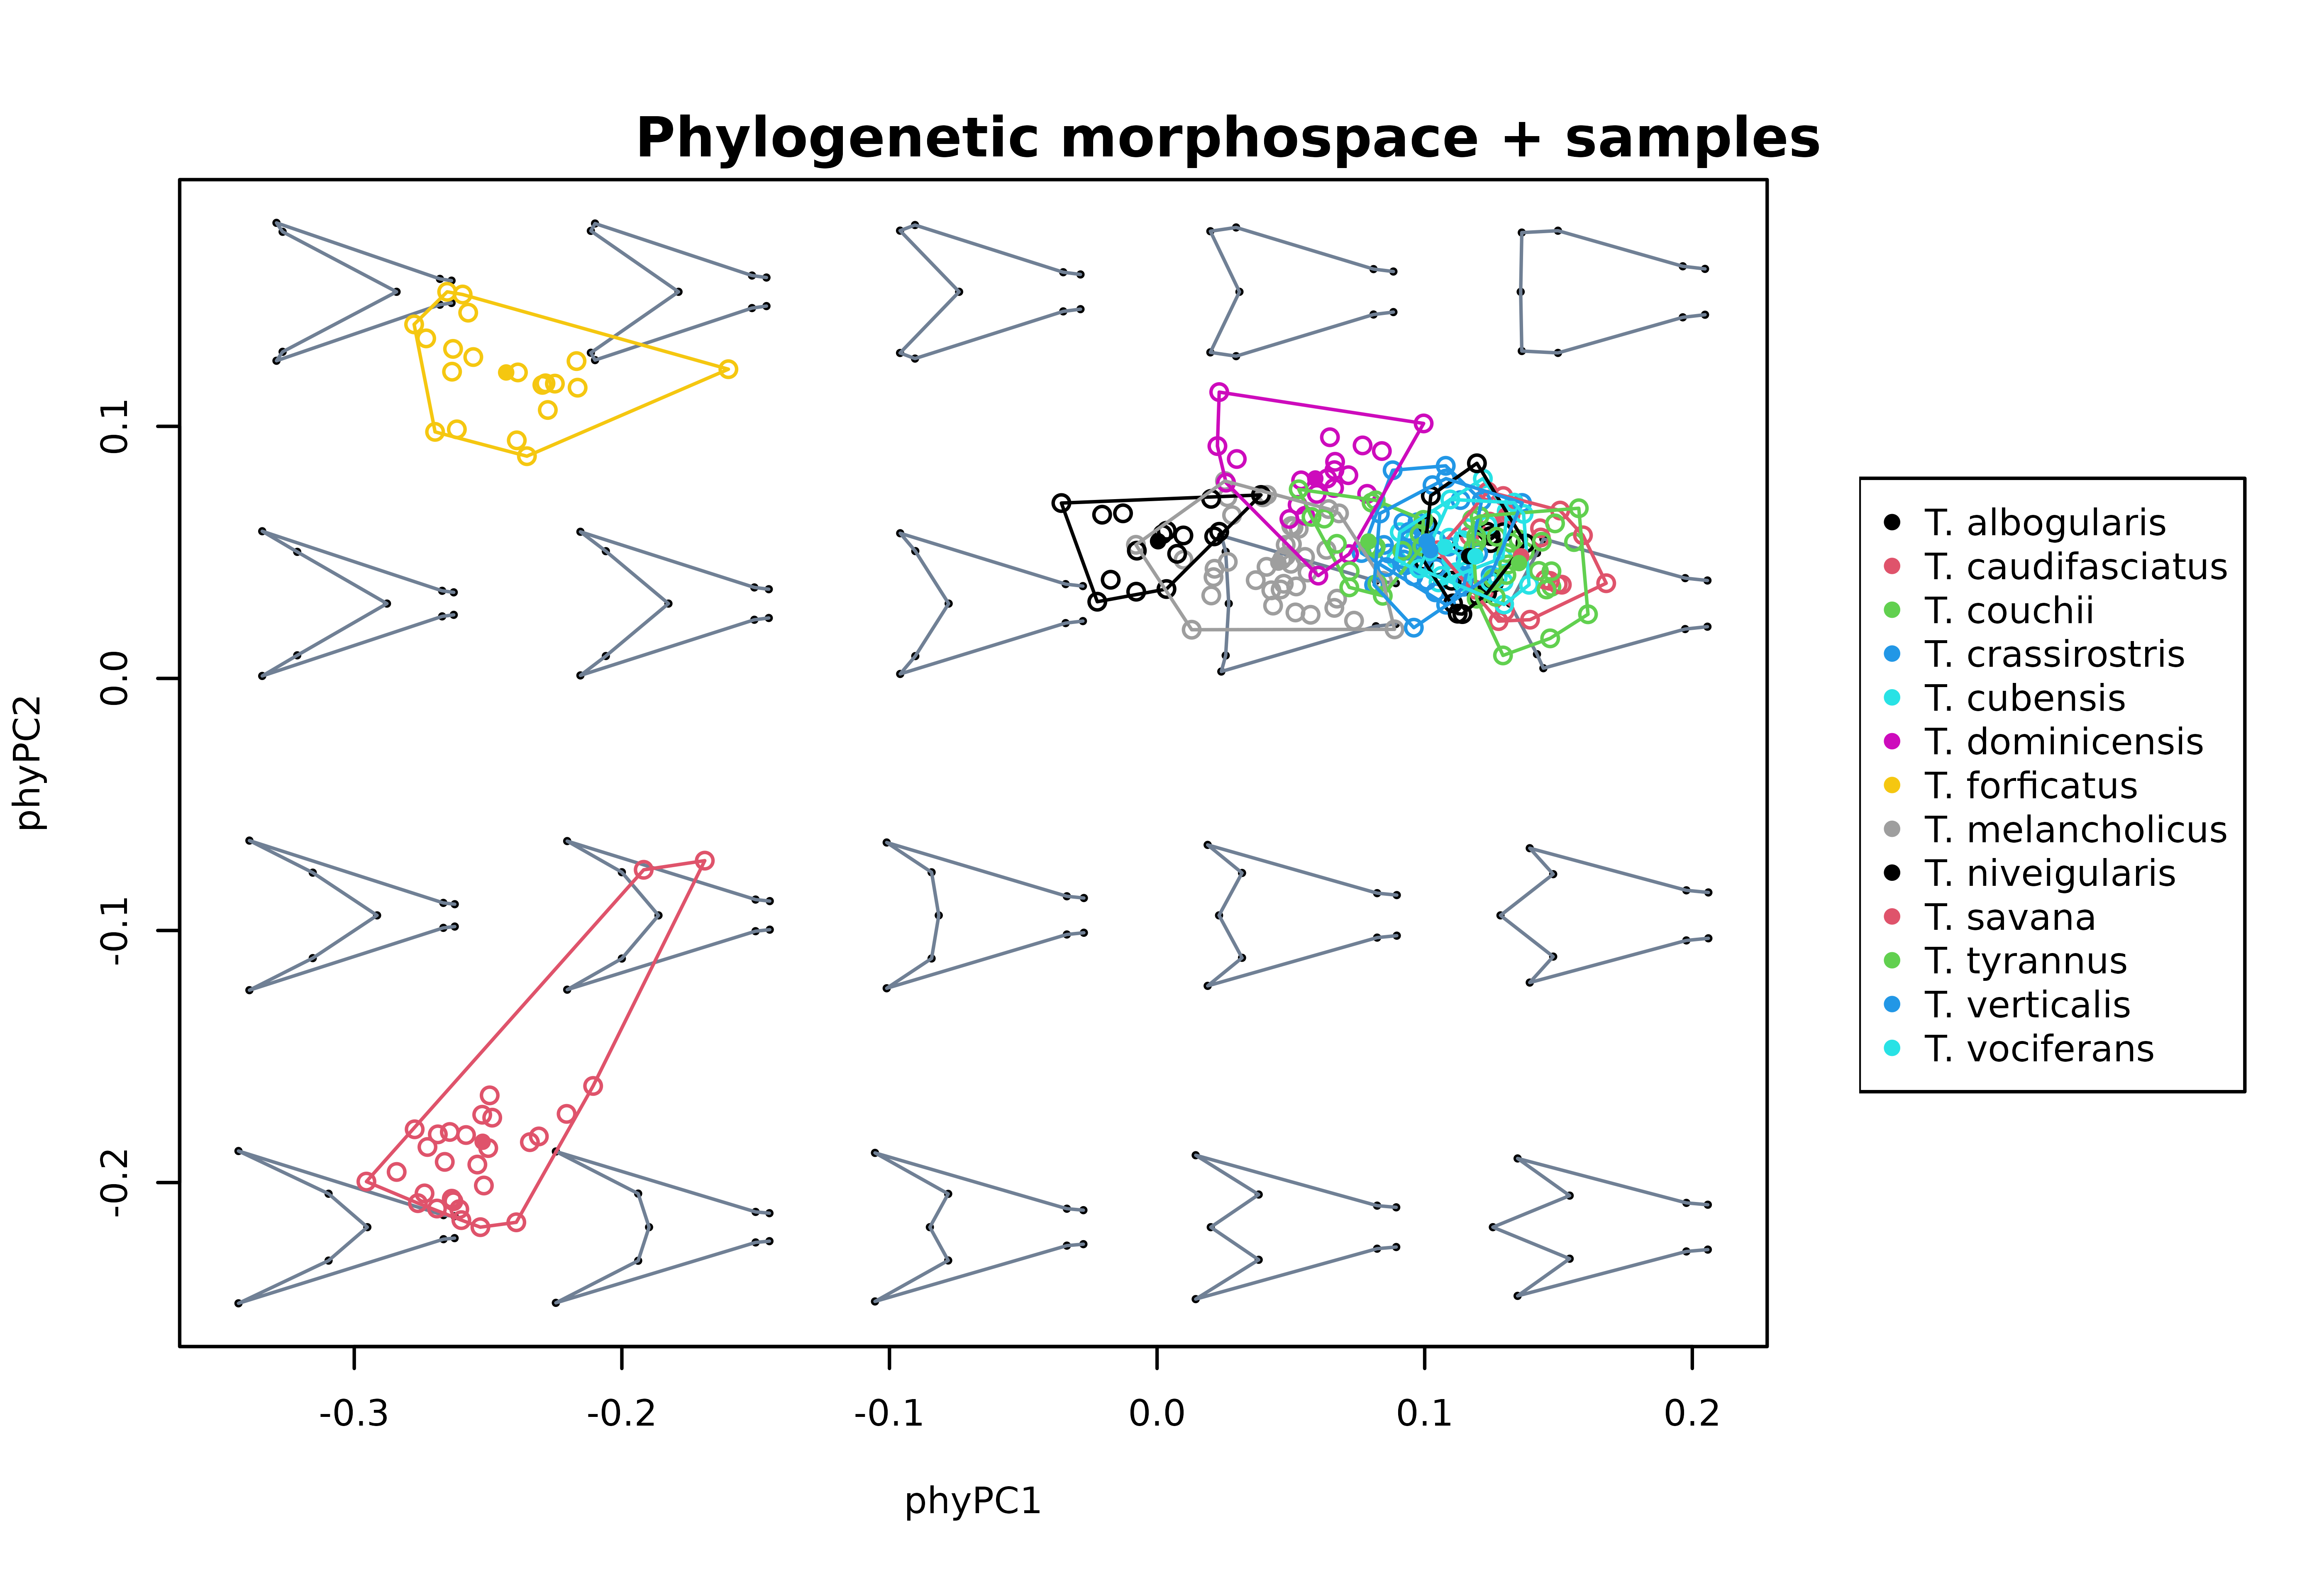 Phylogenetic morphospace + samples
phyPC2
0.1
0.0
-0.1
-0.2
-0.3
-0.2
-0.1
0.0
0.1
0.2
phyPC1
T. albogularis
T. caudifasciatus
T. couchii
T. crassirostris
T. cubensis
T. dominicensis
T. forficatus
T. melancholicus
T. niveigularis
T. savana
T. tyrannus
T. verticalis
T. vociferans